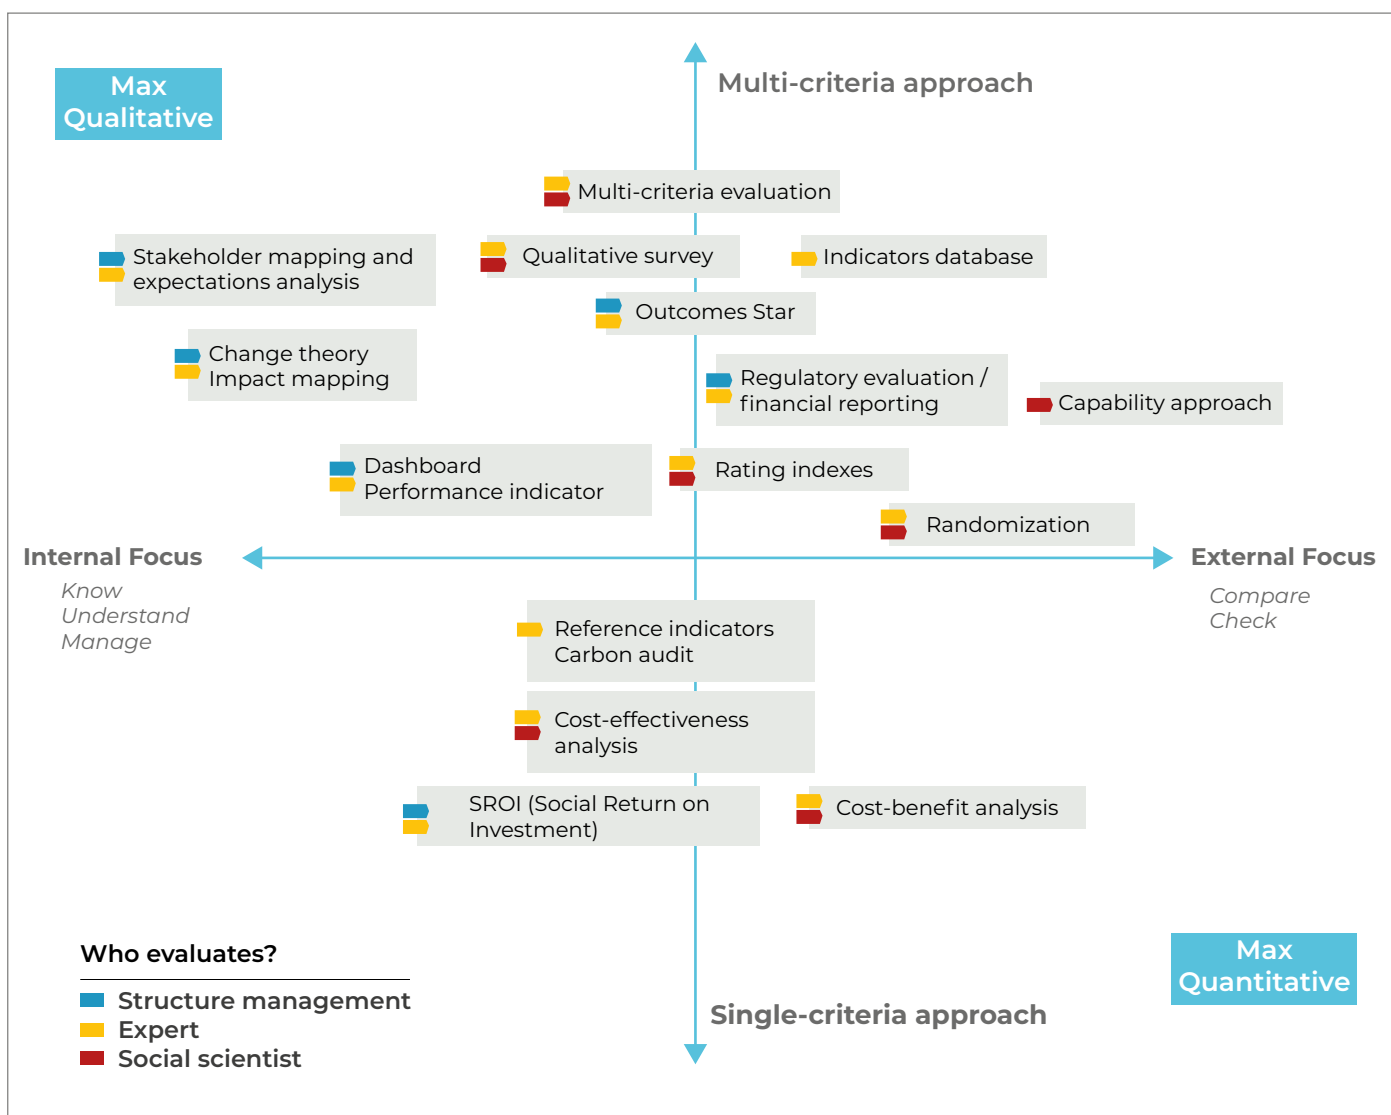 Max
Qualitative
Multi-criteria approach
Multi-criteria evaluation
Stakeholder mapping and
expectations analysis
Qualitative survey
Indicators database
Outcomes Star
Change theory
Impact mapping
Regulatory evaluation /
financial reporting
Capability approach
Dashboard
Performance indicator
Rating indexes
Randomization
Internal Focus
Know
Understand
Manage
External Focus
Compare
Check
Reference indicators
Carbon audit
Cost-effectiveness
analysis
SROI (Social Return on
Investment)
Cost-benefit analysis
Who evaluates?
Structure management
Expert
Social scientist
Max
Quantitative
Single-criteria approach